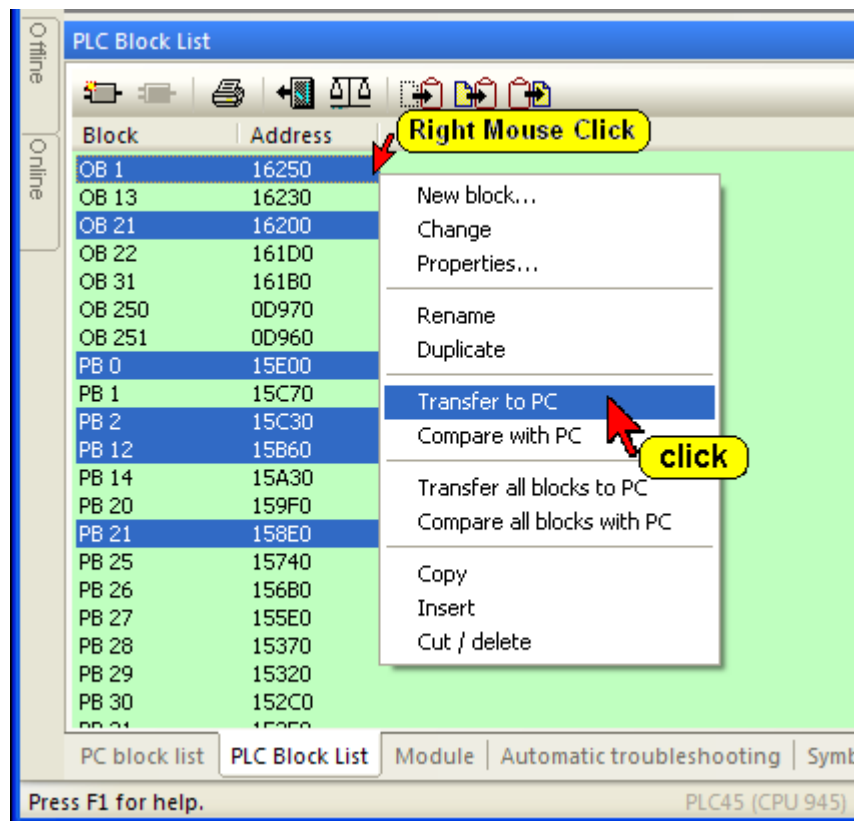 Offline
Online
PLC Block List
Block Address
Right Mouse Click
OB 1 16250
OB 13 16230
OB 21 16200
OB 22 161D0
OB 31 161B0
OB 250 0D970
OB 251 0D960
PB 0 15E00
PB 1 15C70
PB 2 15C30
PB 12 15B60
PB 14 15A30
PB 20 159F0
PB 21 158E0
PB 25 15740
PB 26 156B0
PB 27 155E0
PB 28 15370
PB 29 15320
PB 30 152C0
New block...
Change
Properties...
Rename
Duplicate
Transfer to PC
Compare with PC
click
Transfer all blocks to PC
Compare all blocks with PC
Copy
Insert
Cut / delete
PC block list PLC Block List Module Automatic troubleshooting Symb
Press F1 for help. PLC45 (CPU 945)